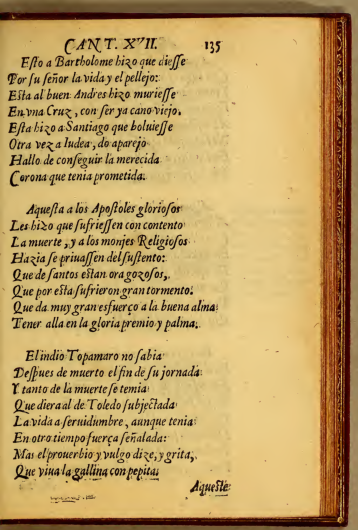 CANT. XVII. 135
Eſto a Bartholome hizo que dieſſe
Por ſu ſeñor la vida y el pellejo:
Eſta al buen Andres hizo murieſſe
En vna Cruz, con ſer ya cano viejo.
Eſta hizo a Santiago que boluieſſe
Otra vez a Iudea, do aparejo
Hallo de conſeguir la merecida
Corona que tenia prometida.
Aqueſta a los Apoſtoles glorioſos
Les hizo que ſufrieſſen con contento
La muerte, y a los monjes Religioſos
Hazia ſe priuaſſen del ſuſtento:
Que de ſantos eſtan ora gozoſos,
Que por eſta ſufrieron gran tormento.
Que da muy gran esfuerço a la buena alma
Tener alla en la gloria premio y palma.
El indio Topamaro no ſabia
Deſpues de muerto el fin de ſu jornada
Y tanto de la muerte ſe temia
Que diera al de Toledo ſubjectada
La vida a ſeruidumbre, aunque tenia
En otro tiempo fuerça ſeñalada:
Mas el prouerbio y vulgo dize, y grita,
Que viua la gallina con pepita:
Aqueſte